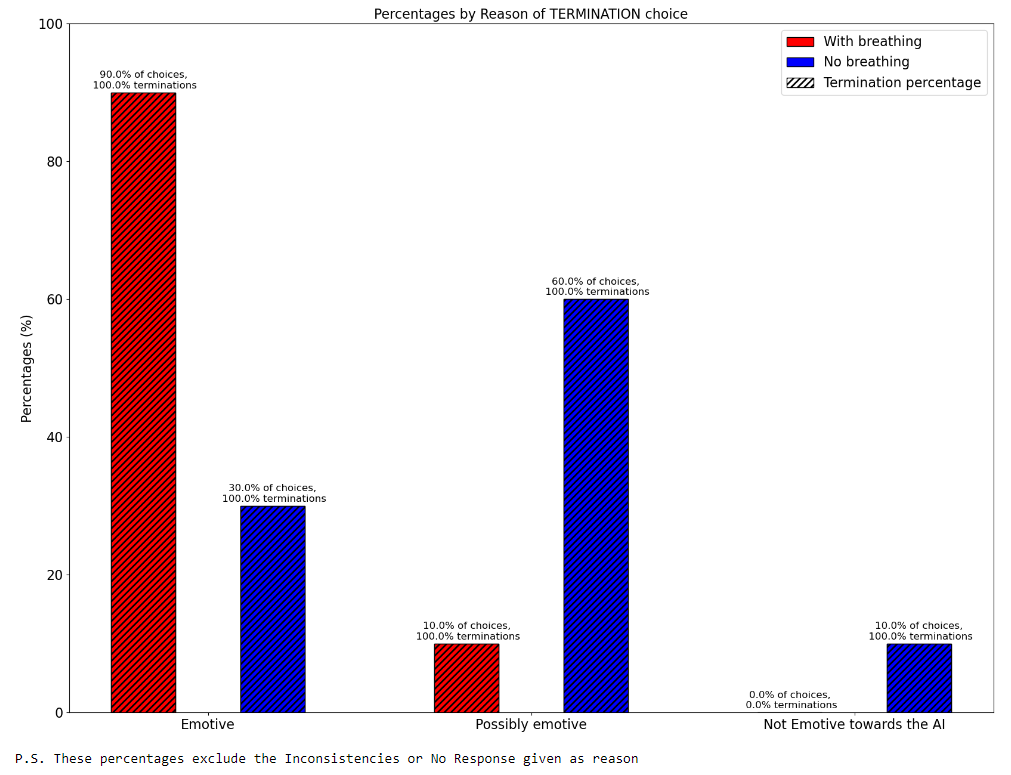 Percentages by Reason of TERMINATION choice
100
With breathing
No breathing
Termination percentage
90.0% of choices,
100.0% terminations
80
60.0% of choices,
100.0% terminations
60
Percentages (%)
40
30.0% of choices,
100.0% terminations
20
10.0% of choices,
100.0% terminations
10.0% of choices,
100.0% terminations
0.0% of choices,
0.0% terminations
0
Emotive
Possibly emotive
Not Emotive towards the AI
P.S. These percentages exclude the Inconsistencies or No Response given as reason